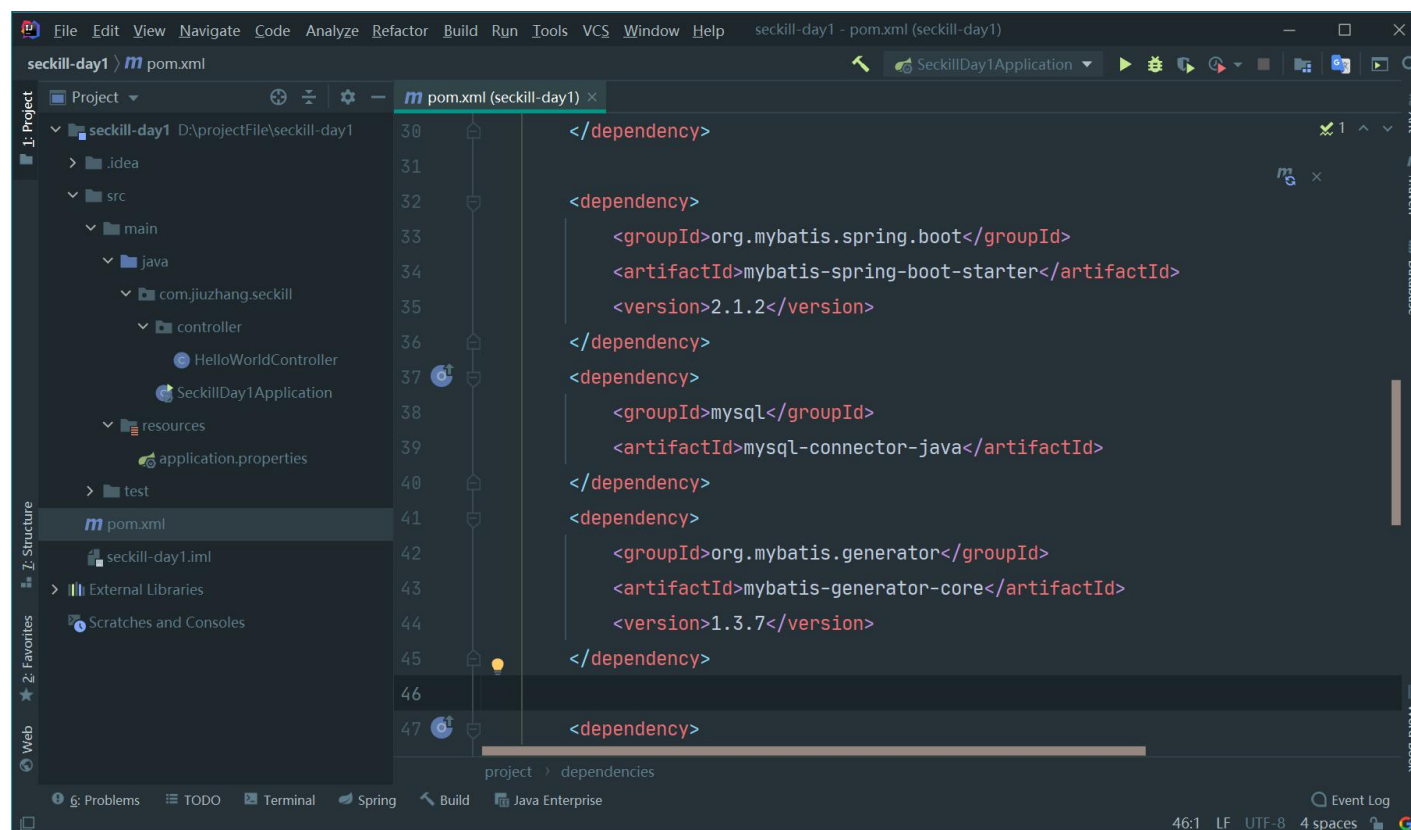 File Edit View Navigate Code Analyze Refactor Build Run Tools VCS Window Help seckill-day1 - pom.xml (seckill-day1)
seckill-day1 pom.xml SeckillDay1Application
1: Project
Project
pom.xml (seckill-day1)
seckill-day1 D:\projectFile\seckill-day1
.idea
src
main
java
com.jiuzhang.seckill
controller
HelloWorldController
SeckillDay1Application
resources
application.properties
test
pom.xml
seckill-day1.iml
External Libraries
Scratches and Consoles
7: Structure
2: Favorites
Web
30 </dependency>
1
31
32 <dependency>
33 <groupId>org.mybatis.spring.boot</groupId>
34 <artifactId>mybatis-spring-boot-starter</artifactId>
35 <version>2.1.2</version>
36 </dependency>
37 <dependency>
38 <groupId>mysql</groupId>
39 <artifactId>mysql-connector-java</artifactId>
40 </dependency>
41 <dependency>
42 <groupId>org.mybatis.generator</groupId>
43 <artifactId>mybatis-generator-core</artifactId>
44 <version>1.3.7</version>
45 </dependency>
46
47 <dependency>
project › dependencies
6: Problems TODO Terminal Spring Build Java Enterprise Event Log
46:1 LF UTF-8 4 spaces